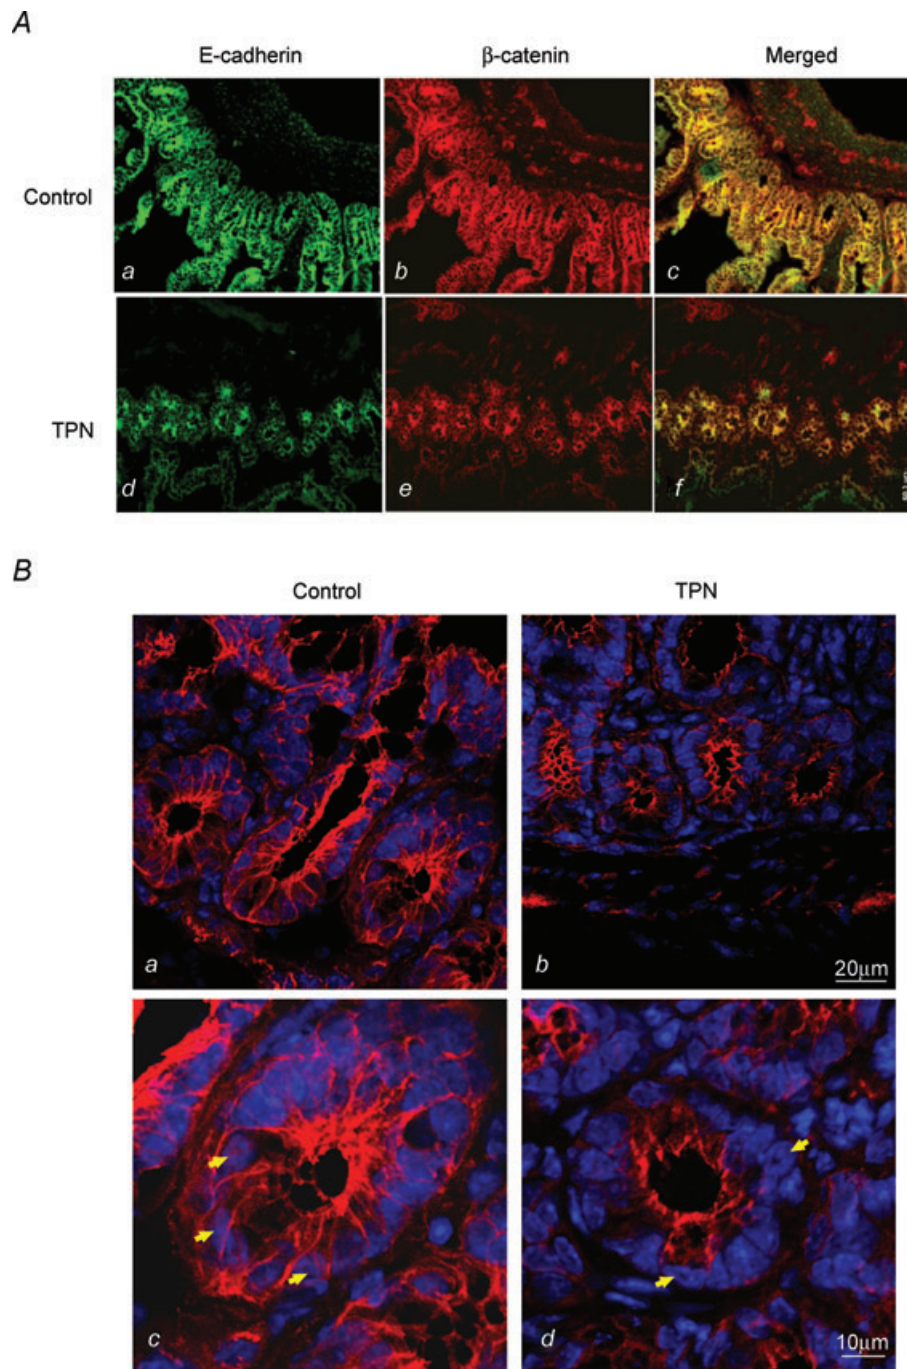 A
E-cadherin β-catenin Merged
Control
a b c
TPN
d e f
B
Control TPN
a b
20μm
c d
10μm